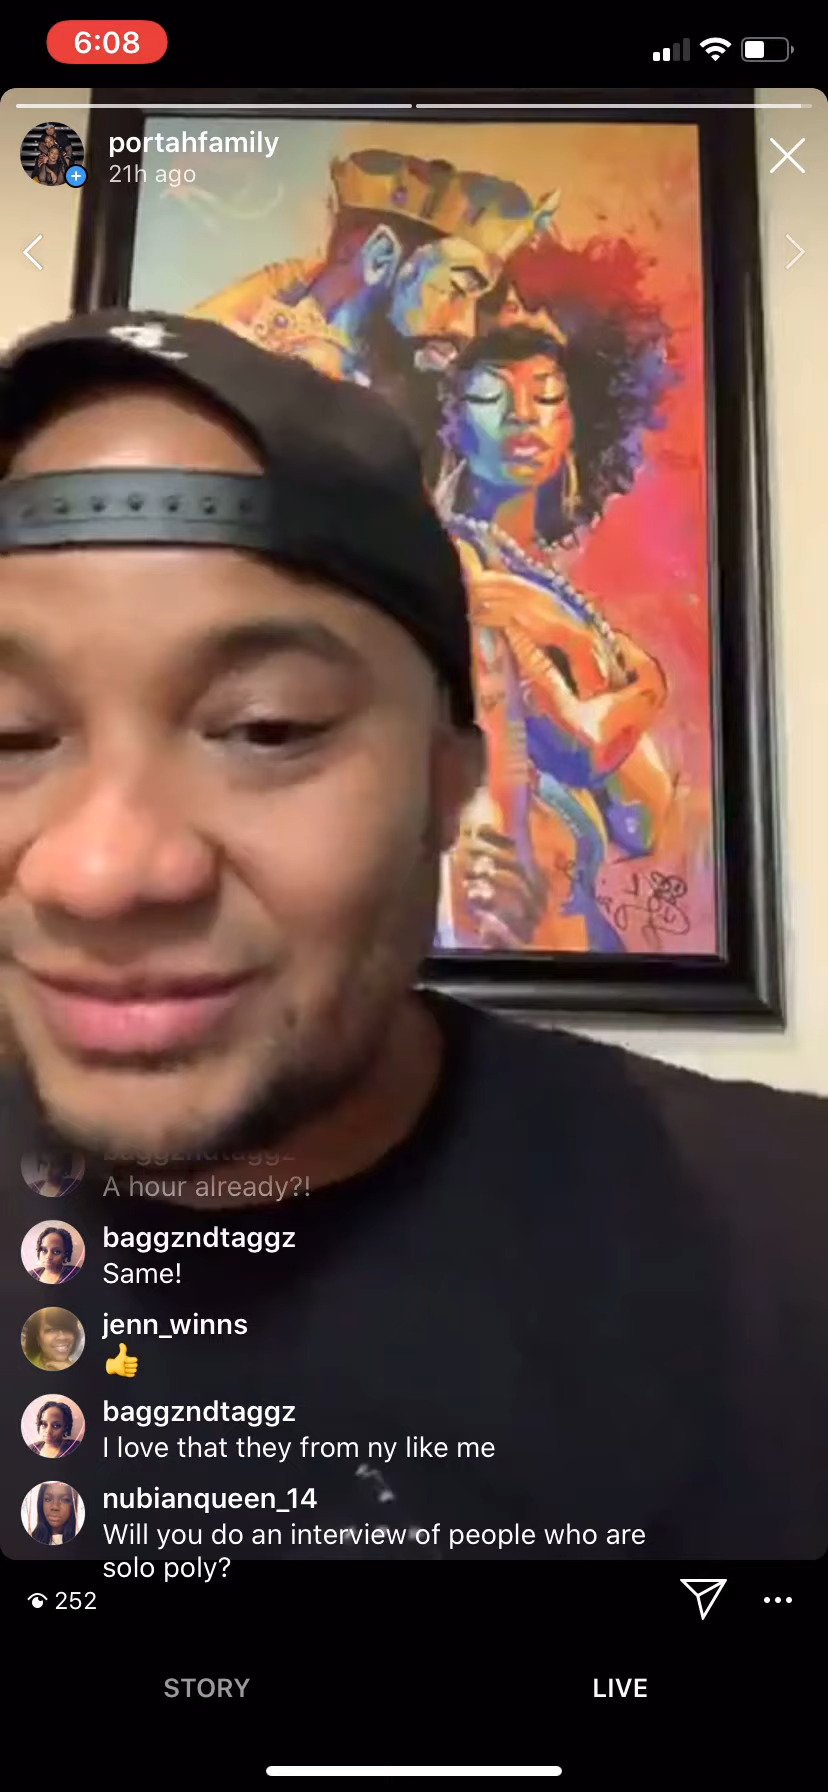 6:08
portahfamily
21h ago
baggzndtaggz
A hour already?!
baggzndtaggz
Same!
jenn_winns
baggzndtaggz
I love that they from ny like me
nubianqueen_14
Will you do an interview of people who are
solo poly?
252
STORY
LIVE